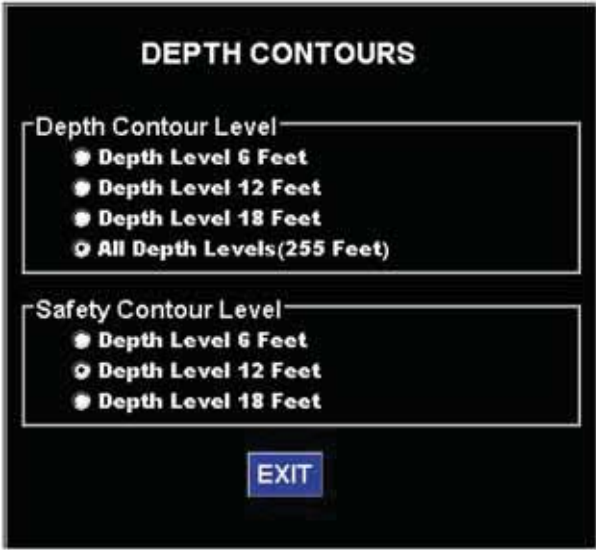 DEPTH CONTOURS
Depth Contour Level
Depth Level 6 Feet
Depth Level 12 Feet
Depth Level 18 Feet
All Depth Levels(255 Feet)
Safety Contour Level
Depth Level 6 Feet
Depth Level 12 Feet
Depth Level 18 Feet
EXIT